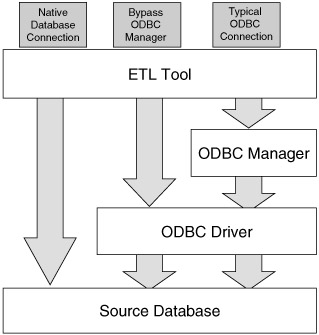 Native
Database
Connection
Bypass
ODBC
Manager
Typical
ODBC
Connection
ETL Tool
ODBC Manager
ODBC Driver
Source Database